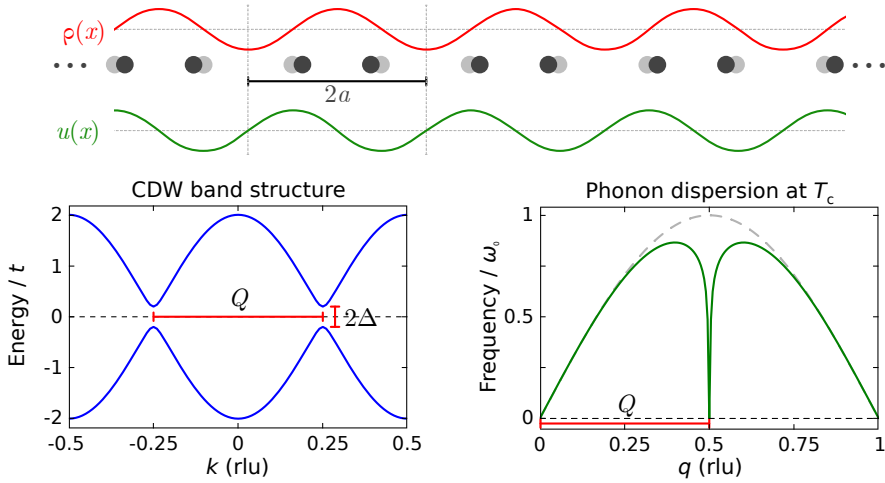 ρ(x)
2a
u(x)
CDW band structure
Energy / t
2
1
0
-1
-2
Q
2Δ
-0.5
-0.25
0
0.25
0.5
k (rlu)
Phonon dispersion at Tc
Frequency / ω₀
1
0.5
0
Q
0
0.25
0.5
0.75
1
q (rlu)